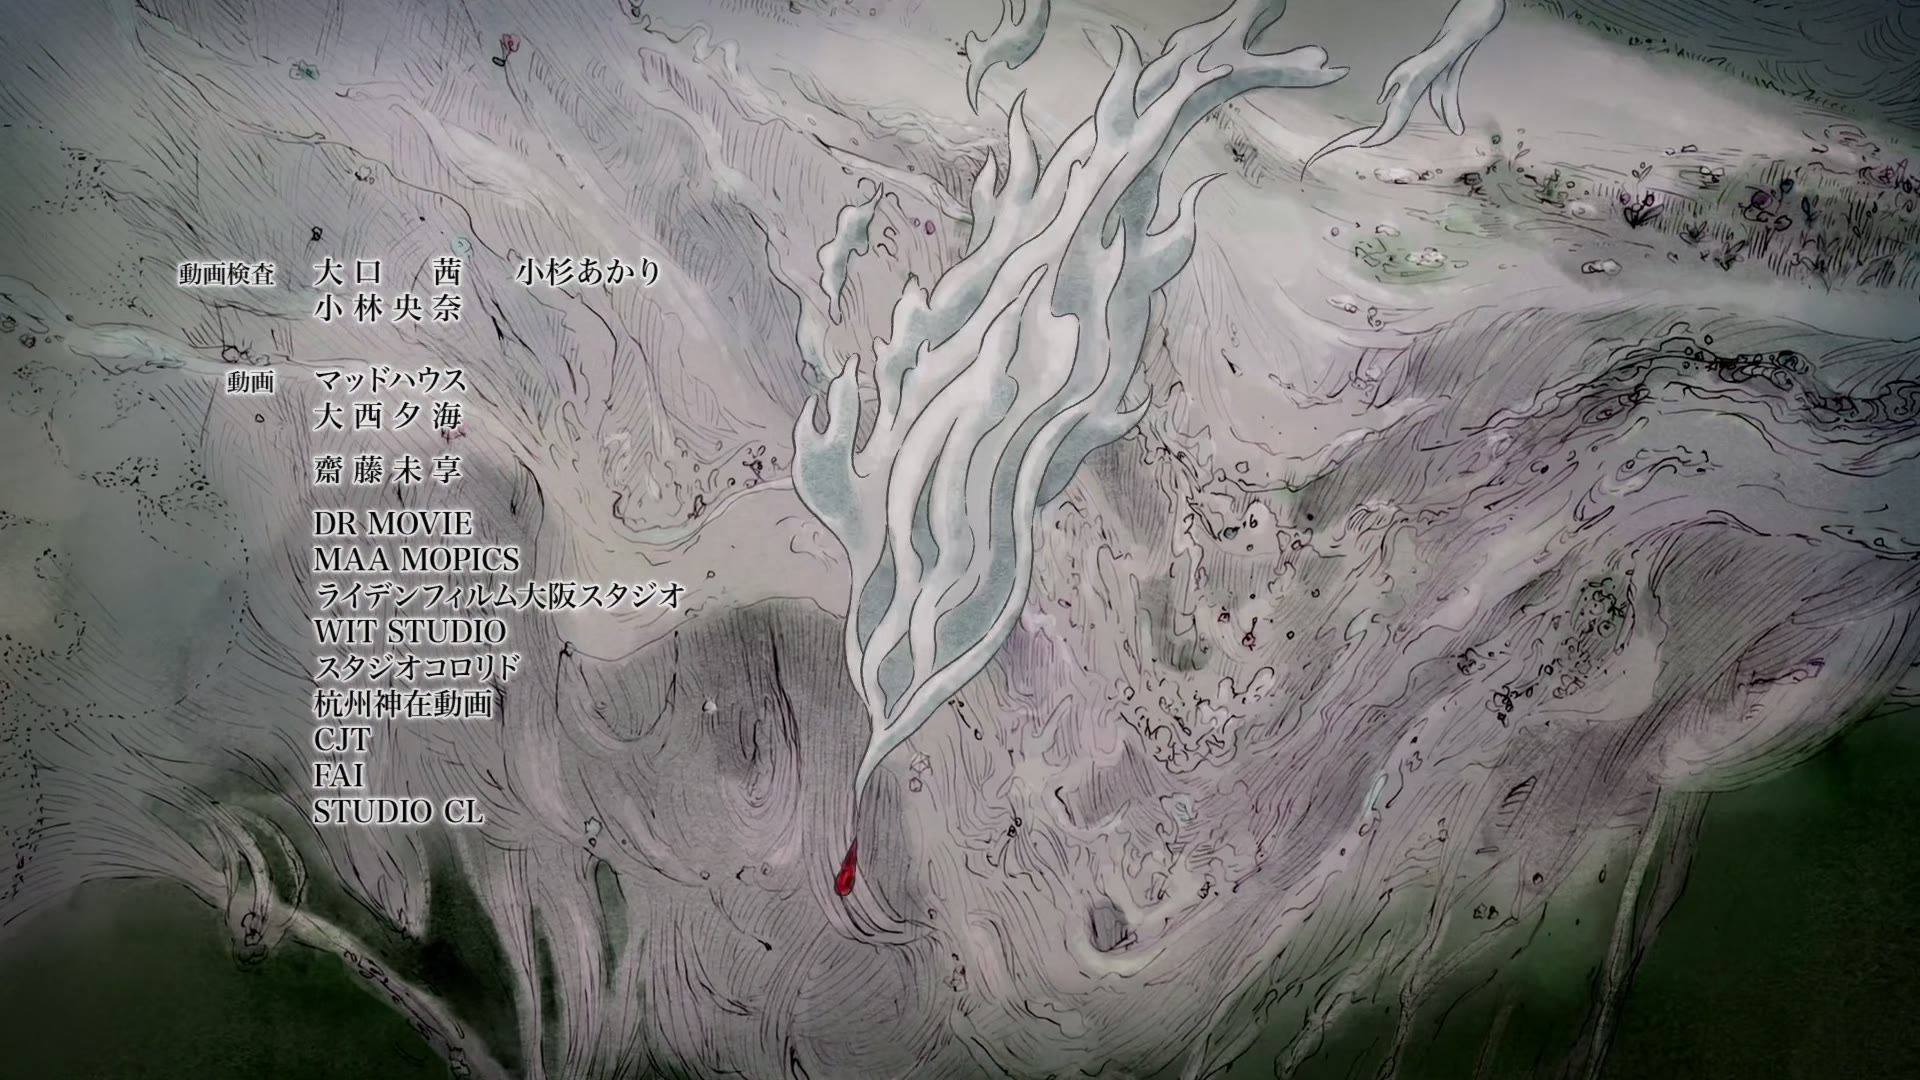 動画検査 大口 茜 小杉あかり
小林央奈
動画 マッドハウス
大西夕海
齋藤未享
DR MOVIE
MAA MOPICS
ライデンフィルム大阪スタジオ
WIT STUDIO
スタジオコロリド
杭州神在動画
CJT
FAI
STUDIO CL